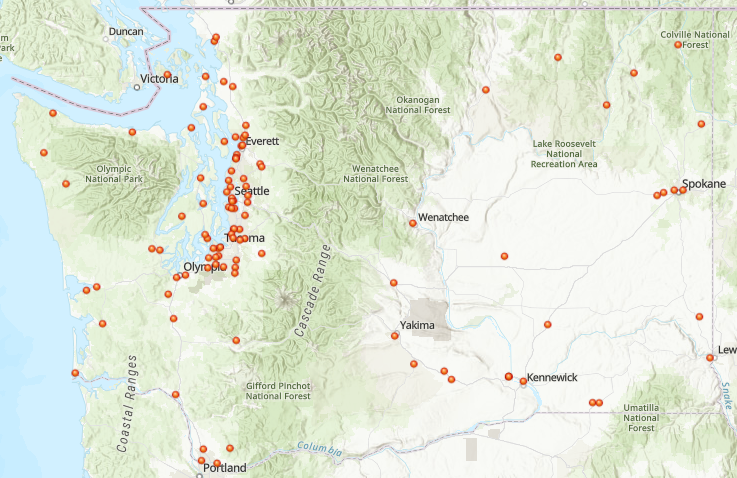 Duncan
Colville National
Forest
m
Park
e
Victoria
Okanogan
National Forest
Everett
Lake Roosevelt
National
Recreation Area
Olympic
National Park
Wenatchee
National Forest
Spokane
Seattle
Wenatchee
Tacoma
Olympia
Cascade Range
Yakima
Lew
Kennewick
Coastal Ranges
Gifford Pinchot
National Forest
Snake
Umatilla
National
Forest
Columbia
Portland